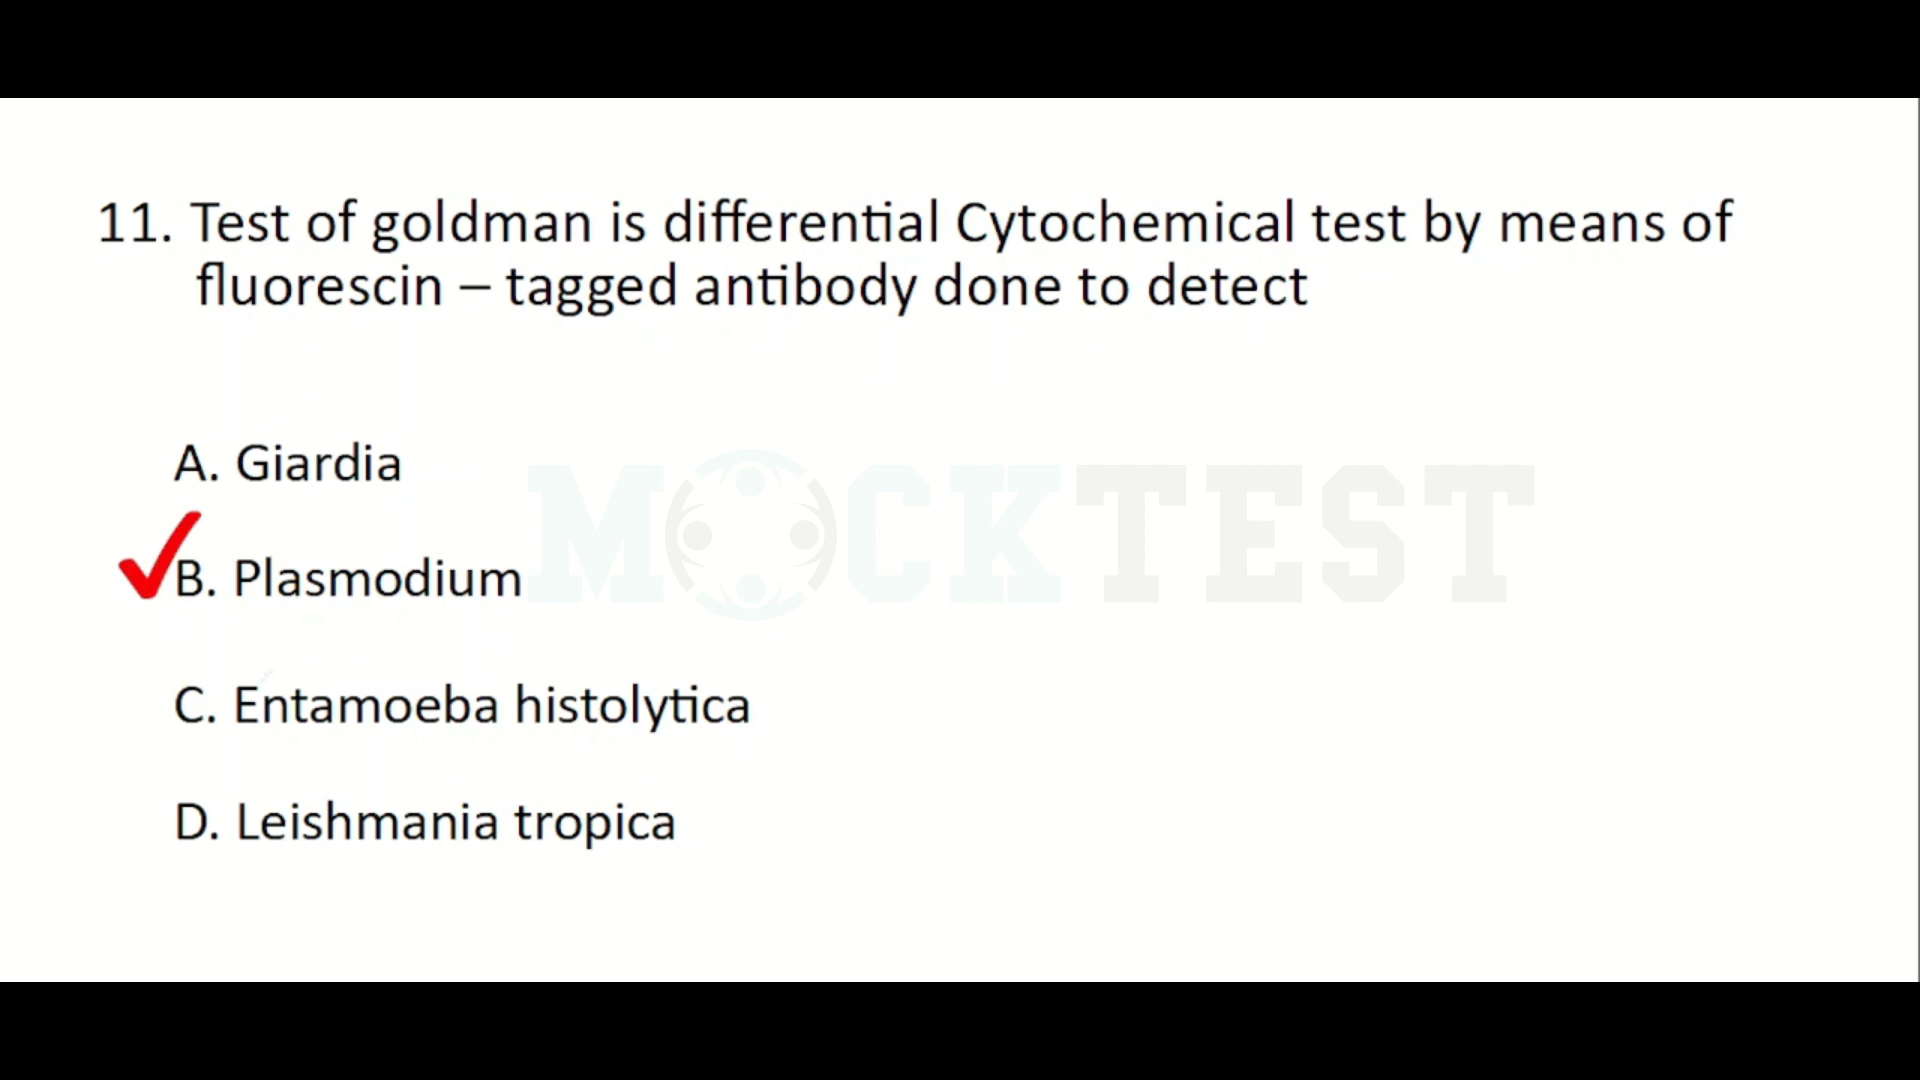 11. Test of goldman is differential Cytochemical test by means of
fluorescin – tagged antibody done to detect
A. Giardia
B. Plasmodium
MOCKTEST
C. Entamoeba histolytica
D. Leishmania tropica